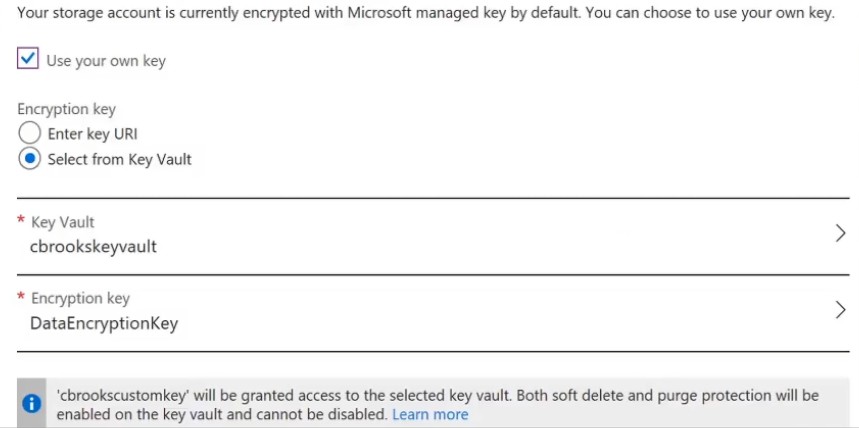 Your storage account is currently encrypted with Microsoft managed key by default. You can choose to use your own key.
Use your own key
Encryption key
Enter key URI
Select from Key Vault
* Key Vault
cbrookskeyvault
* Encryption key
DataEncryptionKey
'cbrookscustomkey' will be granted access to the selected key vault. Both soft delete and purge protection will be
enabled on the key vault and cannot be disabled. Learn more